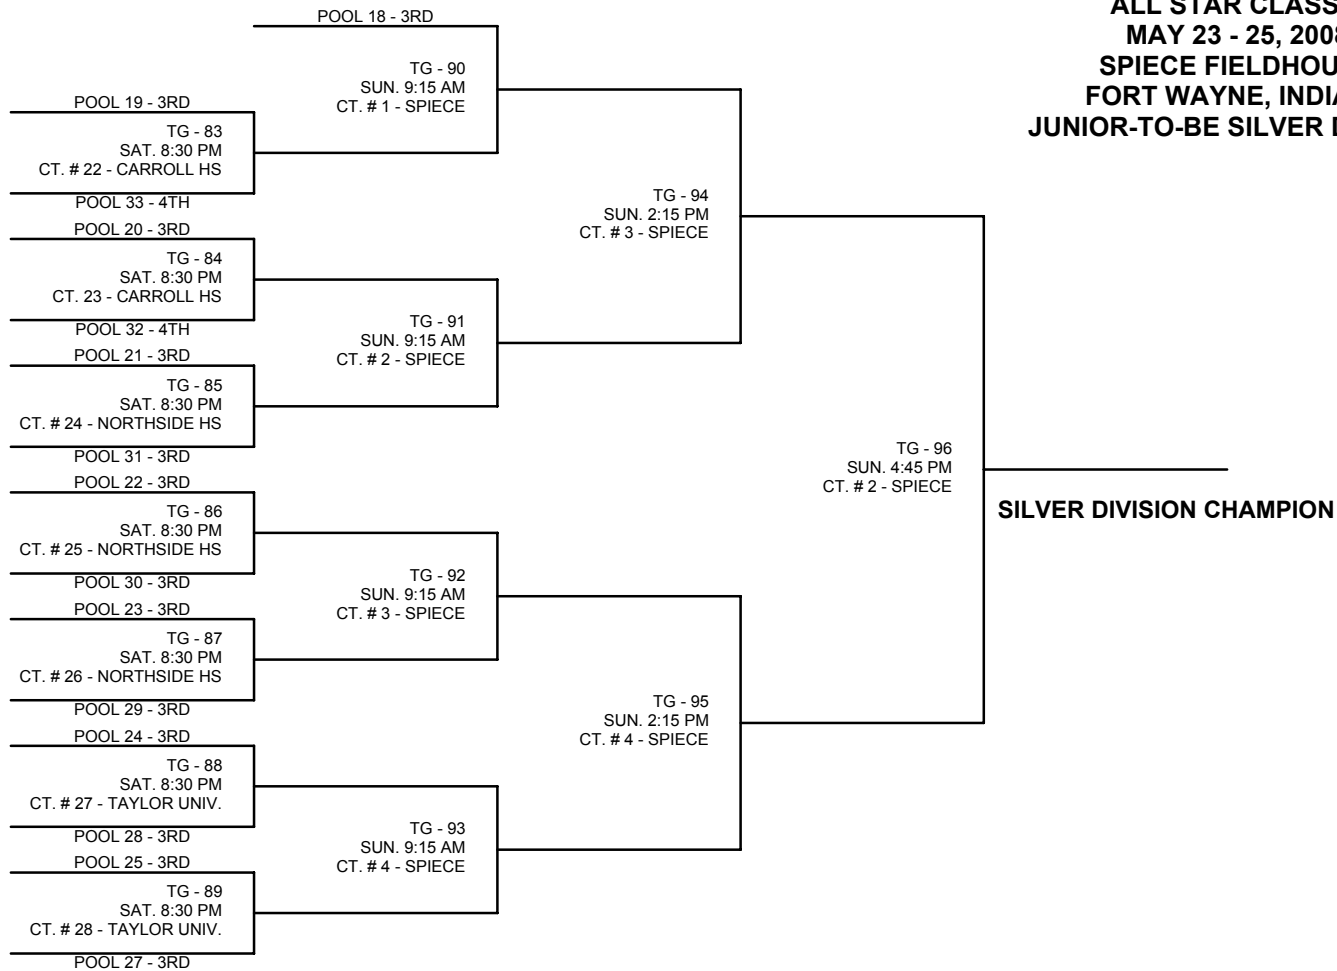 POOL 18 - 3RD
ALL STAR CLASS
MAY 23 - 25, 2008
SPIECE FIELDHOU
FORT WAYNE, INDIA
JUNIOR-TO-BE SILVER D
TG - 90
SUN. 9:15 AM
CT. # 1 - SPIECE
POOL 19 - 3RD
TG - 83
SAT. 8:30 PM
CT. # 22 - CARROLL HS
POOL 33 - 4TH
TG - 94
SUN. 2:15 PM
CT. # 3 - SPIECE
POOL 20 - 3RD
TG - 84
SAT. 8:30 PM
CT. 23 - CARROLL HS
POOL 32 - 4TH
TG - 91
SUN. 9:15 AM
CT. # 2 - SPIECE
POOL 21 - 3RD
TG - 85
SAT. 8:30 PM
CT. # 24 - NORTHSIDE HS
POOL 31 - 3RD
TG - 96
SUN. 4:45 PM
CT. # 2 - SPIECE
SILVER DIVISION CHAMPION
POOL 22 - 3RD
TG - 86
SAT. 8:30 PM
CT. # 25 - NORTHSIDE HS
POOL 30 - 3RD
TG - 92
SUN. 9:15 AM
CT. # 3 - SPIECE
POOL 23 - 3RD
TG - 87
SAT. 8:30 PM
CT. # 26 - NORTHSIDE HS
POOL 29 - 3RD
TG - 95
SUN. 2:15 PM
CT. # 4 - SPIECE
POOL 24 - 3RD
TG - 88
SAT. 8:30 PM
CT. # 27 - TAYLOR UNIV.
POOL 28 - 3RD
TG - 93
SUN. 9:15 AM
CT. # 4 - SPIECE
POOL 25 - 3RD
TG - 89
SAT. 8:30 PM
CT. # 28 - TAYLOR UNIV.
POOL 27 - 3RD